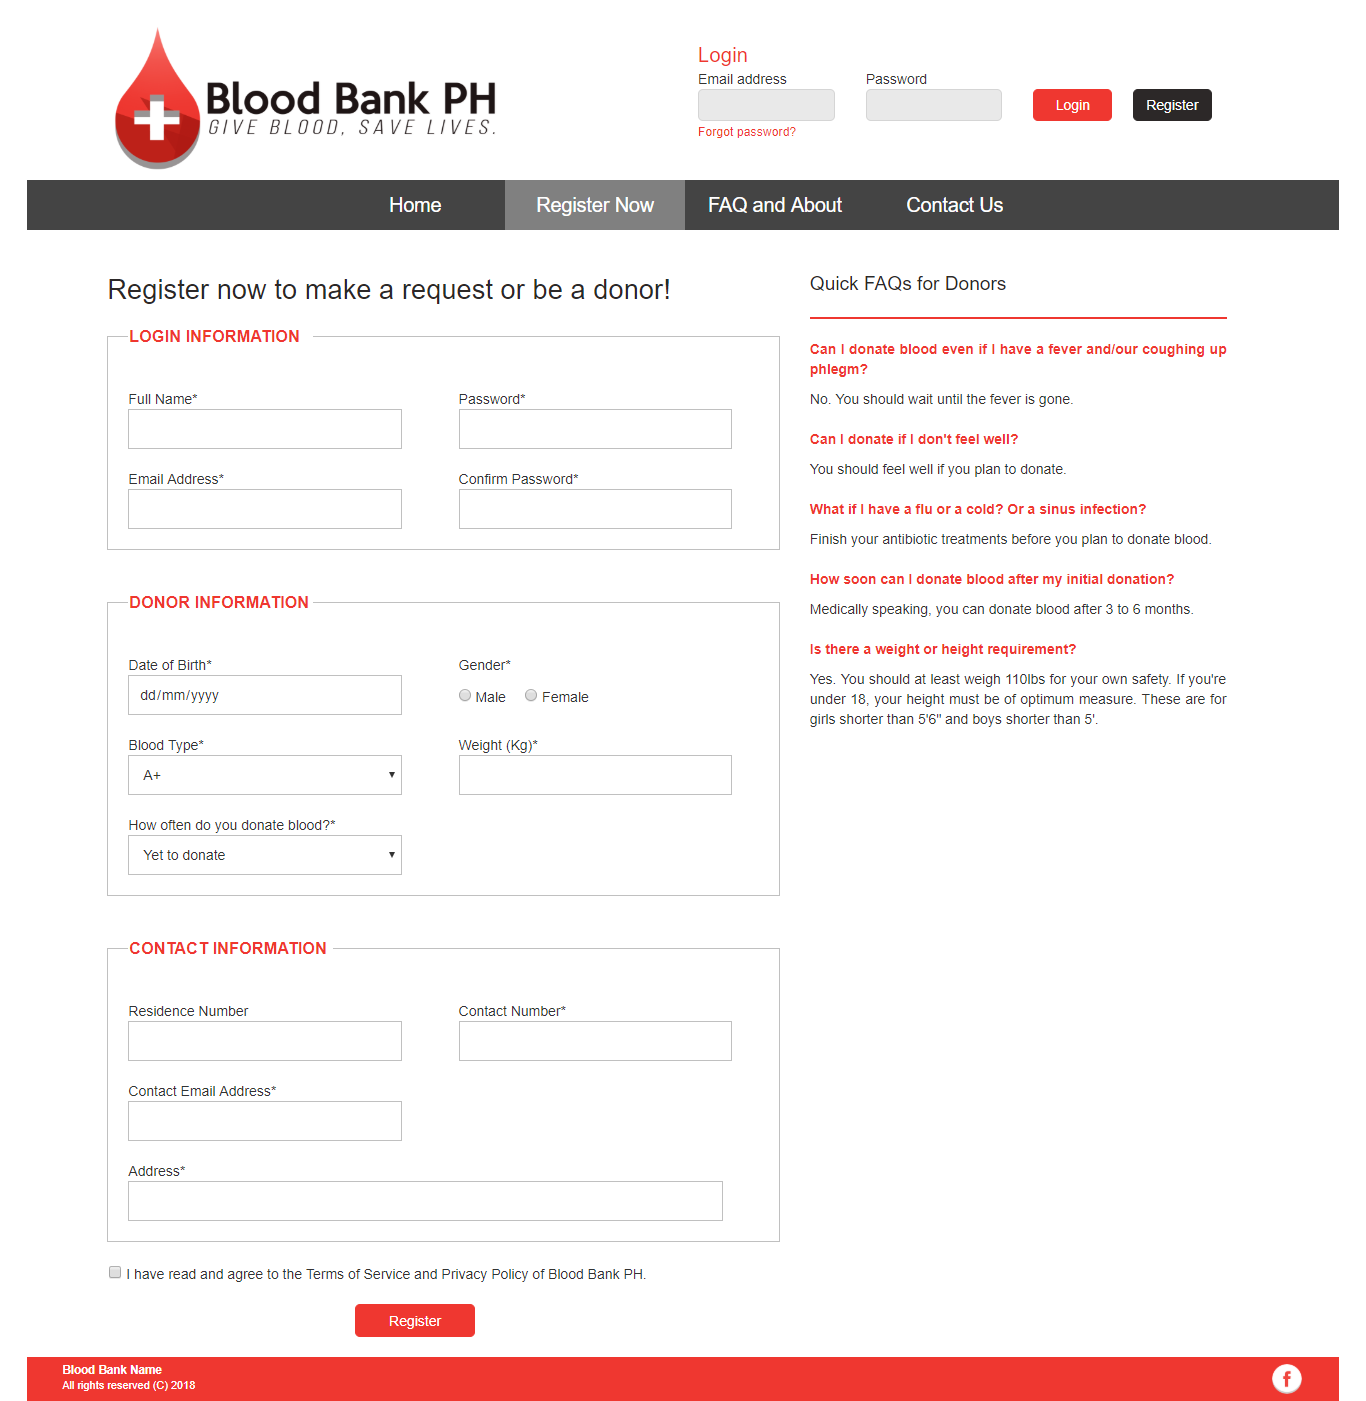 Blood Bank PH
GIVE BLOOD, SAVE LIVES.
Login
Email address
Password
Login
Register
Forgot password?
Home
Register Now
FAQ and About
Contact Us
Register now to make a request or be a donor!
LOGIN INFORMATION
Full Name*
Password*
Email Address*
Confirm Password*
DONOR INFORMATION
Date of Birth*
Gender*
dd/mm/yyyy
Male
Female
Blood Type*
Weight (Kg)*
A+
How often do you donate blood?*
Yet to donate
CONTACT INFORMATION
Residence Number
Contact Number*
Contact Email Address*
Address*
I have read and agree to the Terms of Service and Privacy Policy of Blood Bank PH.
Register
Quick FAQs for Donors
Can I donate blood even if I have a fever and/our coughing up
phlegm?
No. You should wait until the fever is gone.
Can I donate if I don't feel well?
You should feel well if you plan to donate.
What if I have a flu or a cold? Or a sinus infection?
Finish your antibiotic treatments before you plan to donate blood.
How soon can I donate blood after my initial donation?
Medically speaking, you can donate blood after 3 to 6 months.
Is there a weight or height requirement?
Yes. You should at least weigh 110lbs for your own safety. If you're
under 18, your height must be of optimum measure. These are for
girls shorter than 5'6" and boys shorter than 5'.
Blood Bank Name
All rights reserved (C) 2018
f